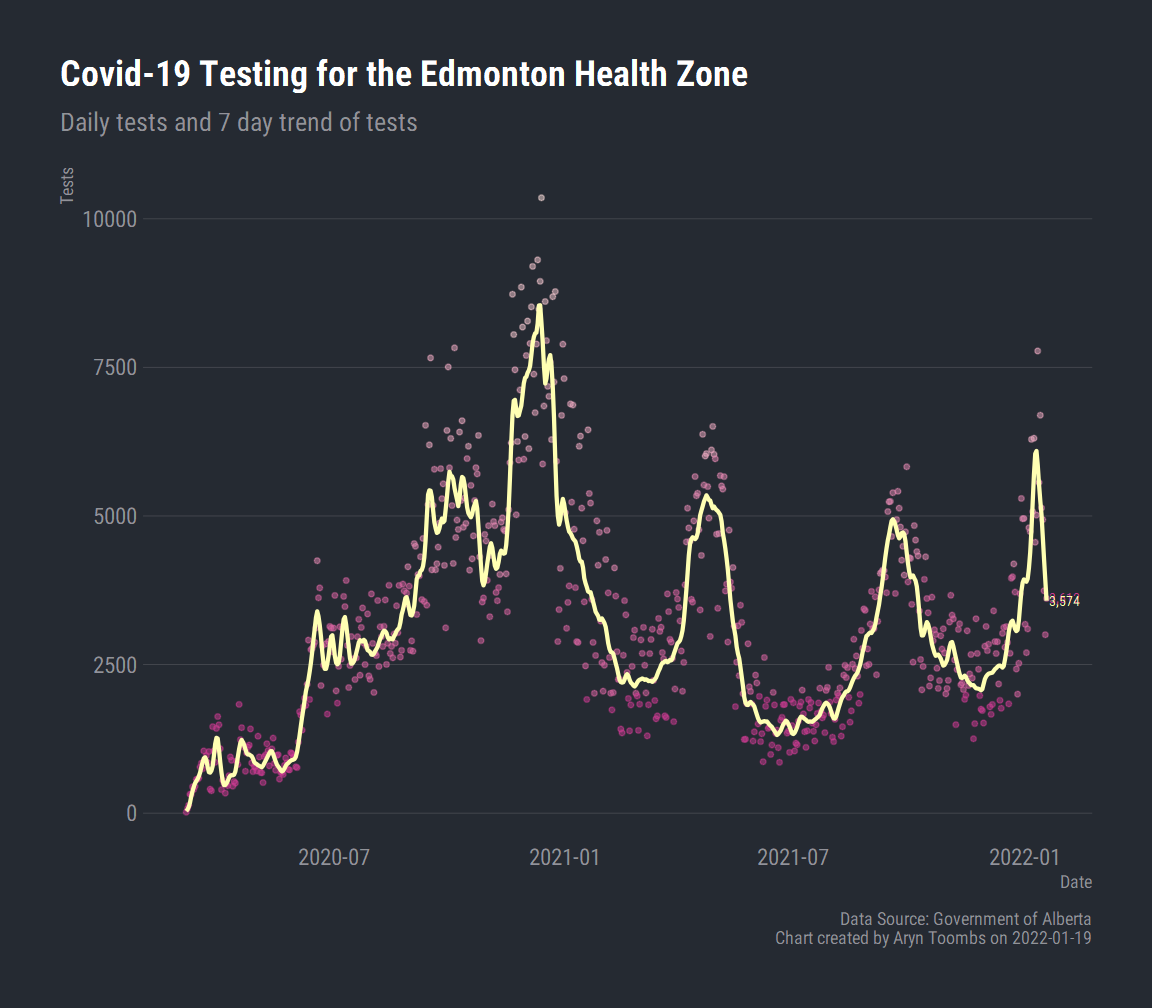 Covid-19 Testing for the Edmonton Health Zone
Daily tests and 7 day trend of tests
Tests
10000
7500
5000
2500
0
3,574
2020-07
2021-01
2021-07
2022-01
Date
Data Source: Government of Alberta
Chart created by Aryn Toombs on 2022-01-19